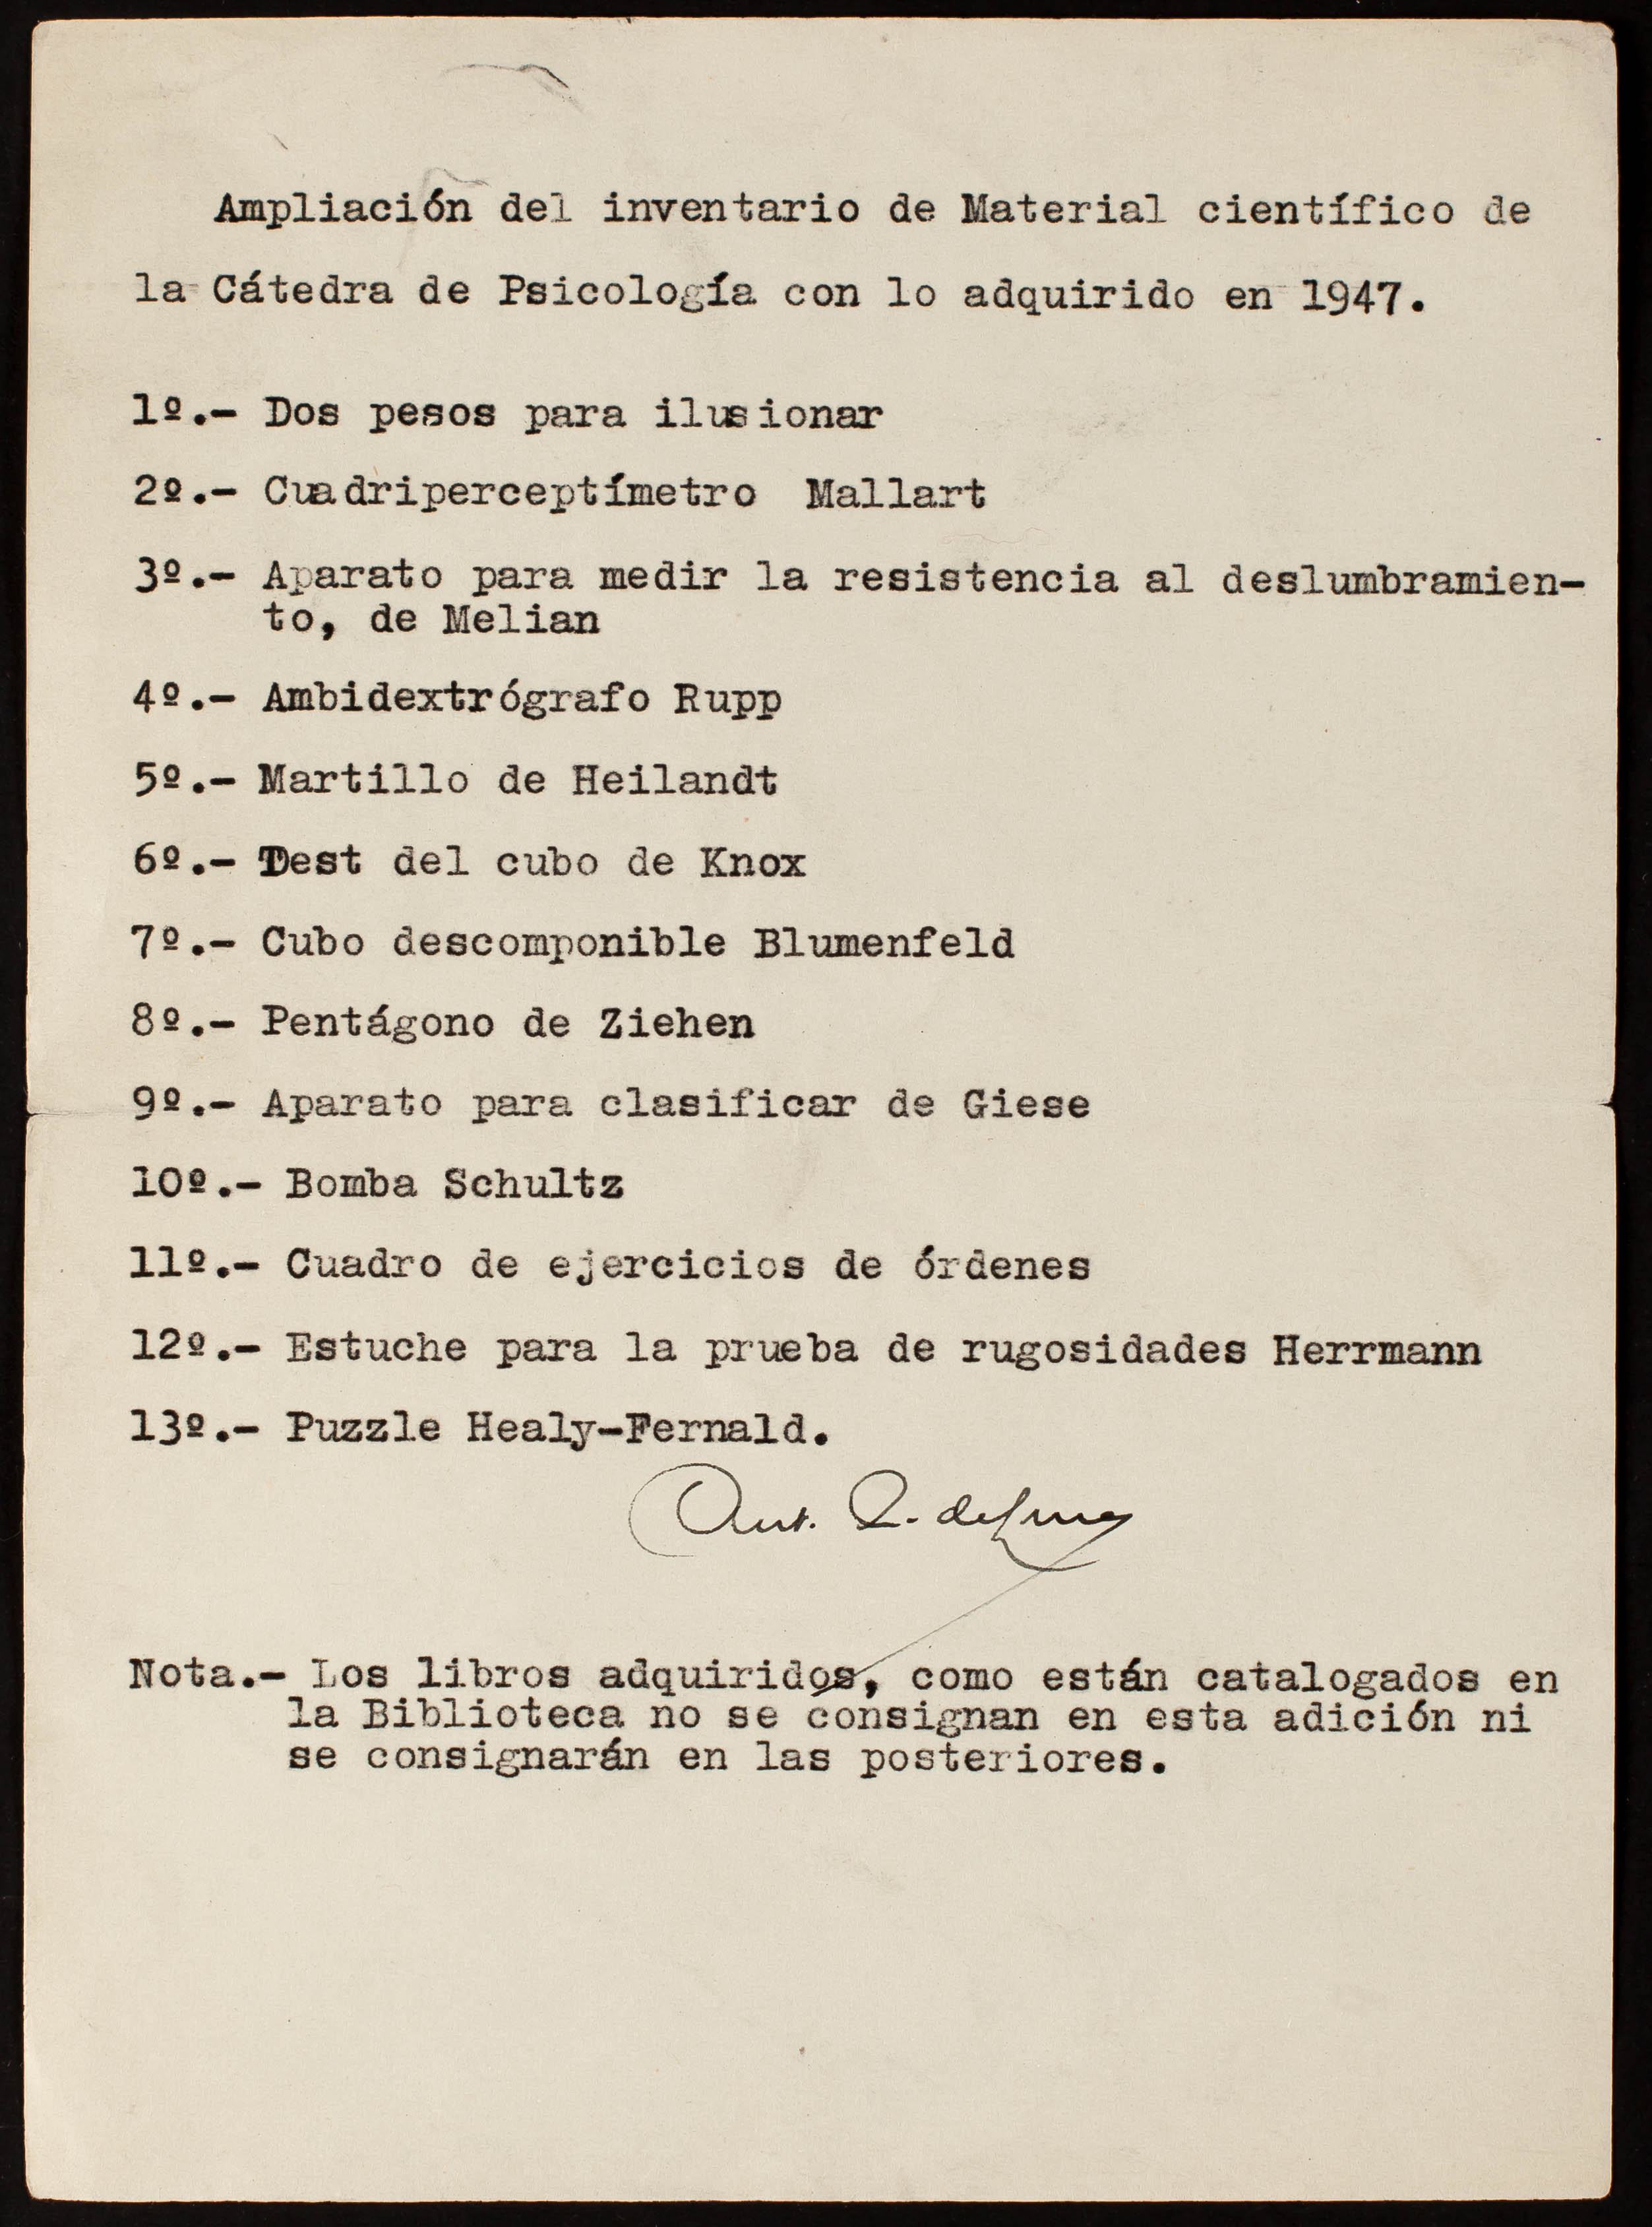 Ampliación del inventario de Material científico de
la Cátedra de Psicología con lo adquirido en 1947.
1º.- Dos pesos para ilusionar
2º.- Cuadriperceptímetro Mallart
3º.- Aparato para medir la resistencia al deslumbramien-
to, de Melian
4º.- Ambidextrógrafo Rupp
5º.- Martillo de Heilandt
6º.- Test del cubo de Knox
7º.- Cubo descomponible Blumenfeld
8º.- Pentágono de Ziehen
9º.- Aparato para clasificar de Giese
10º.- Bomba Schultz
11º.- Cuadro de ejercicios de órdenes
12º.- Estuche para la prueba de rugosidades Herrmann
13º.- Puzzle Healy-Fernald.
Nota.- Los libros adquiridos, como están catalogados en
la Biblioteca no se consignan en esta adición ni
se consignarán en las posteriores.